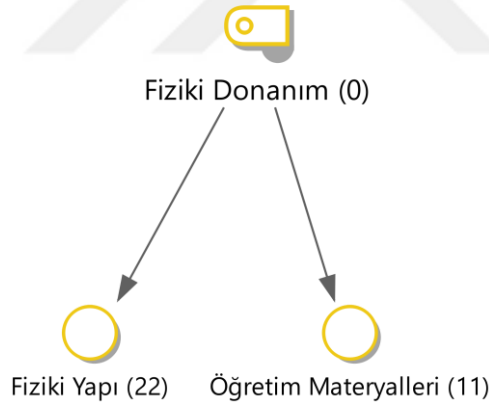 Fiziki Donanım (0)
Fiziki Yapı (22)
Öğretim Materyalleri (11)